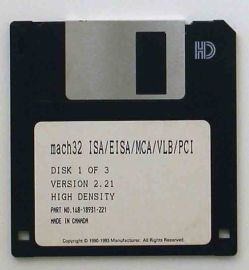 HD
mach32 ISA/EISA/MCA/VLB/PCI
DISK 1 OF 3
VERSION 2.21
HIGH DENSITY
PART NO. 148-18931-221
MADE IN CANADA
Copyright © 1990-1993 Manufacturer. All Rights Reserved.